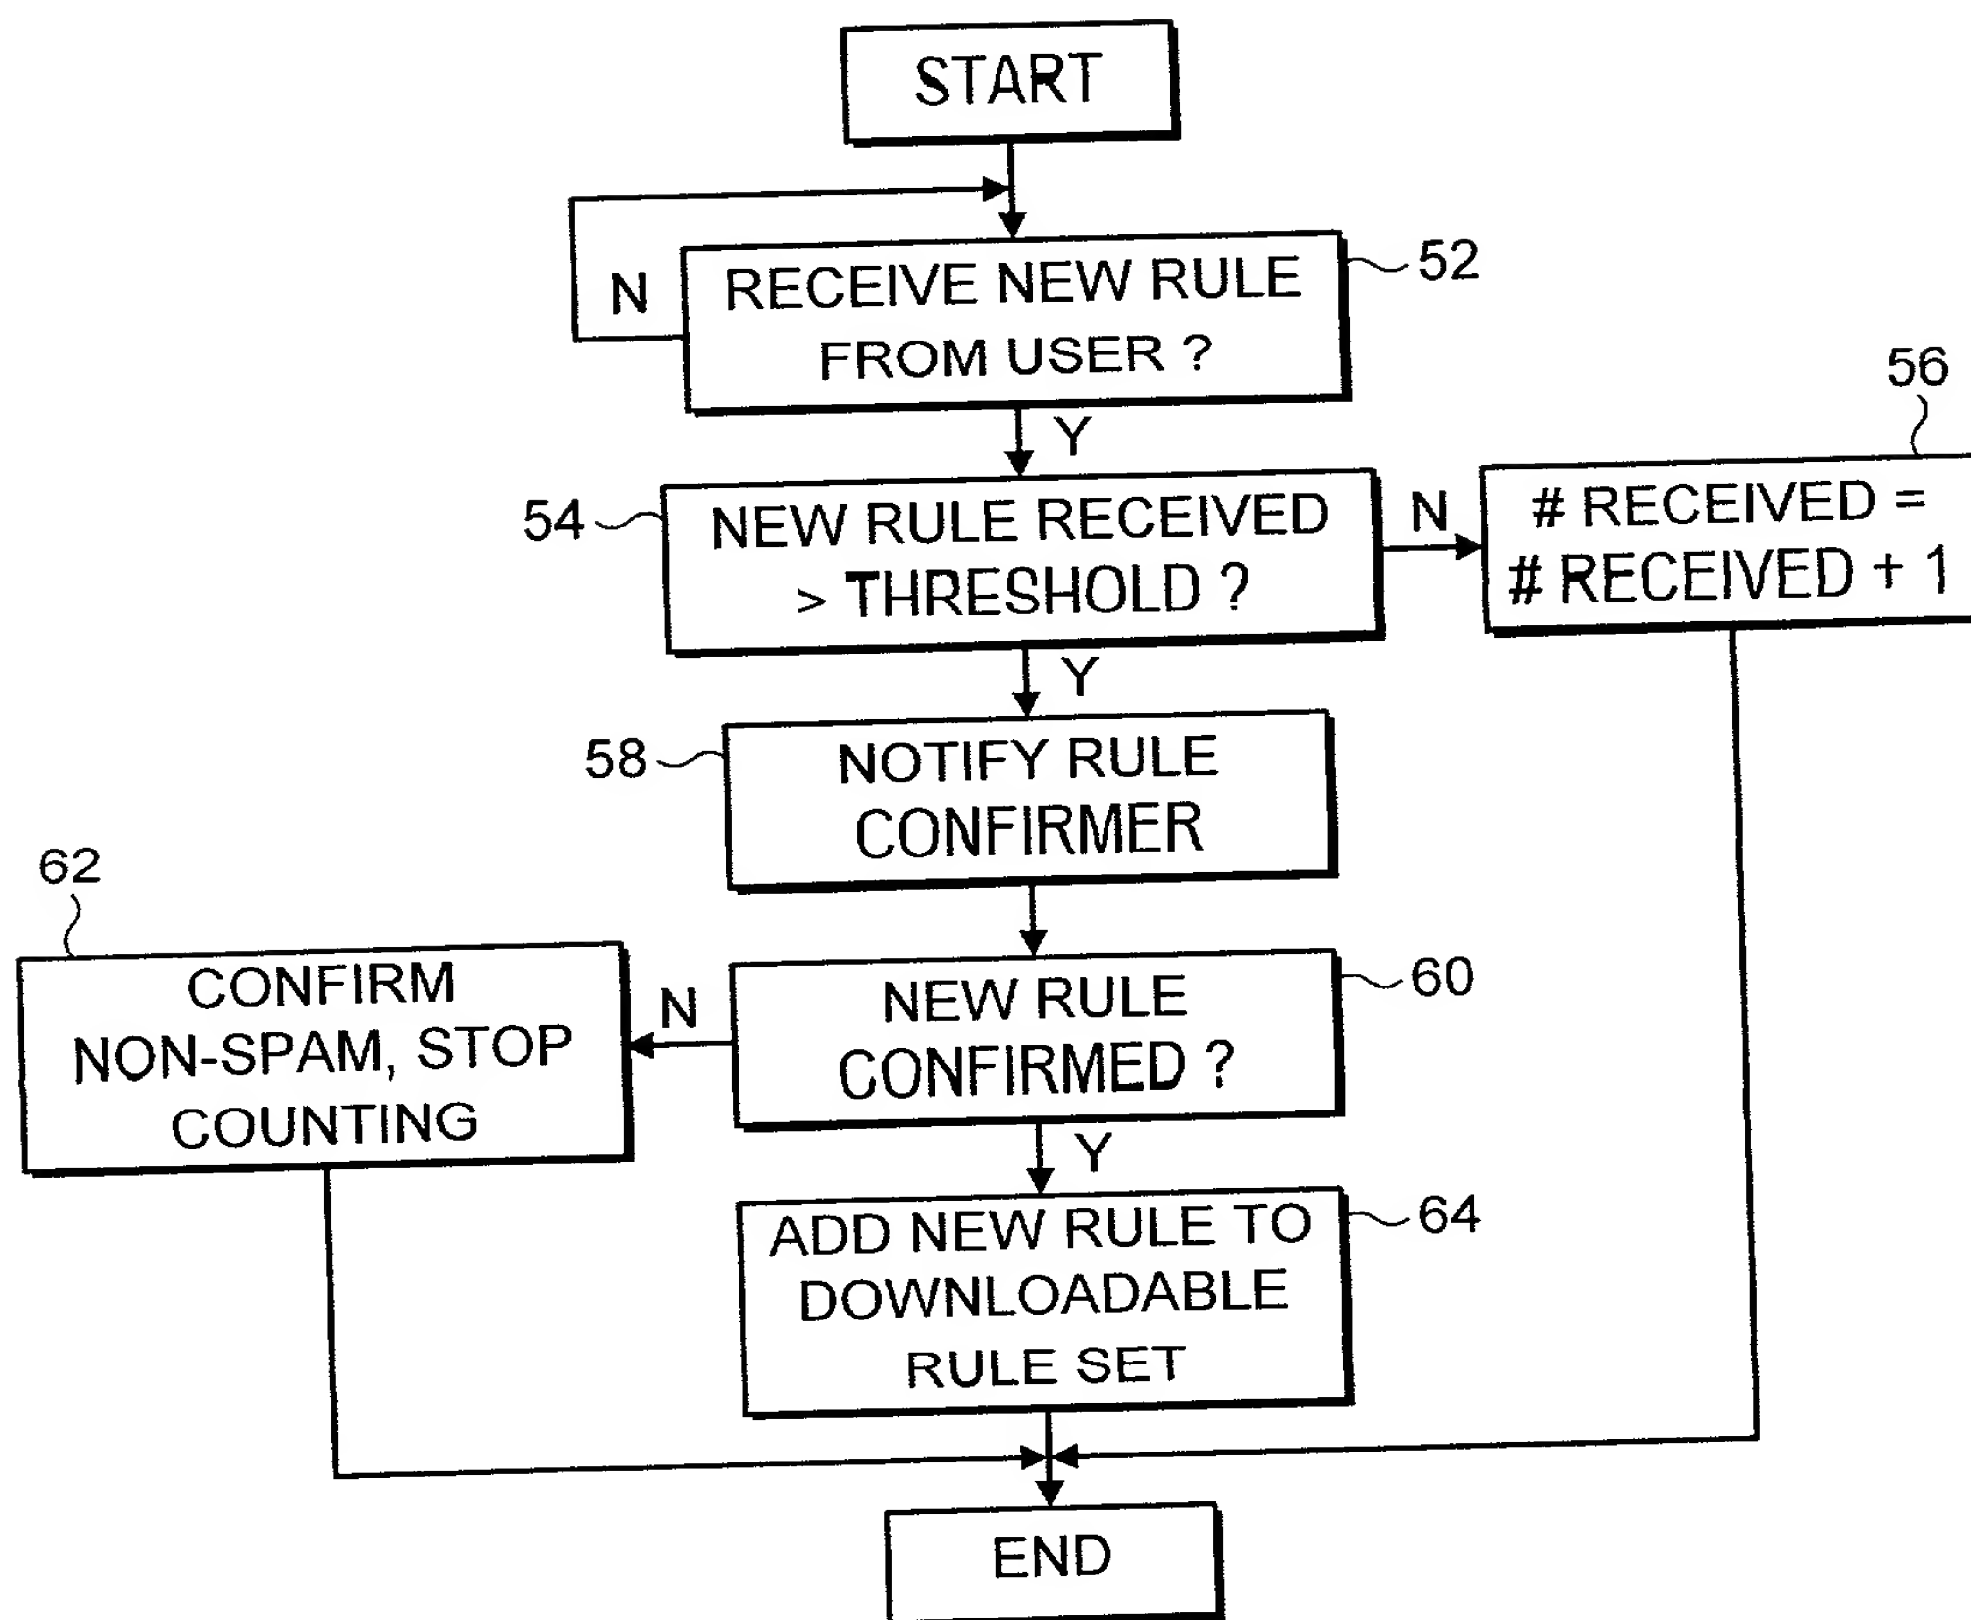 START
N
RECEIVE NEW RULE
FROM USER ?
52
Y
56
54
NEW RULE RECEIVED
> THRESHOLD ?
N
# RECEIVED =
# RECEIVED + 1
Y
58
NOTIFY RULE
CONFIRMER
62
CONFIRM
NON-SPAM, STOP
COUNTING
N
NEW RULE
CONFIRMED ?
60
Y
ADD NEW RULE TO
DOWNLOADABLE
RULE SET
64
END